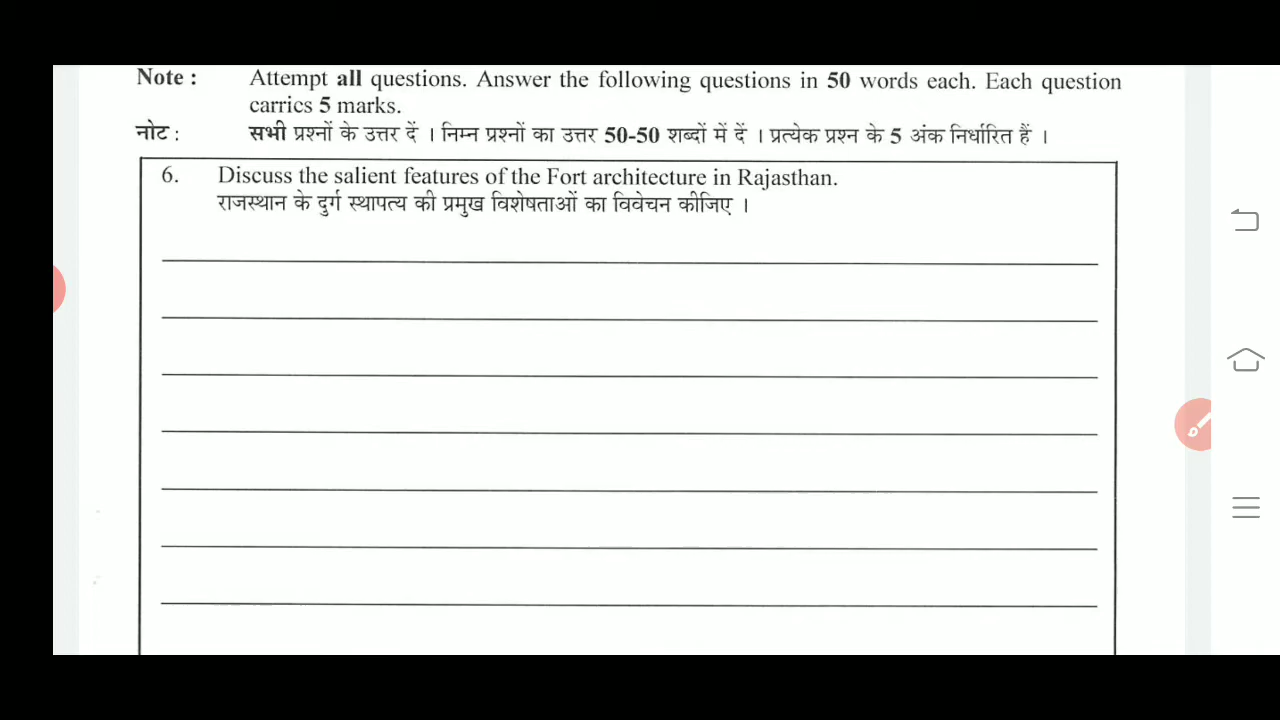 Note : Attempt all questions. Answer the following questions in 50 words each. Each question
carries 5 marks.
नोट : सभी प्रश्नों के उत्तर दें । निम्न प्रश्नों का उत्तर 50-50 शब्दों में दें । प्रत्येक प्रश्न के 5 अंक निर्धारित हैं ।
6. Discuss the salient features of the Fort architecture in Rajasthan.
राजस्थान के दुर्ग स्थापत्य की प्रमुख विशेषताओं का विवेचन कीजिए ।